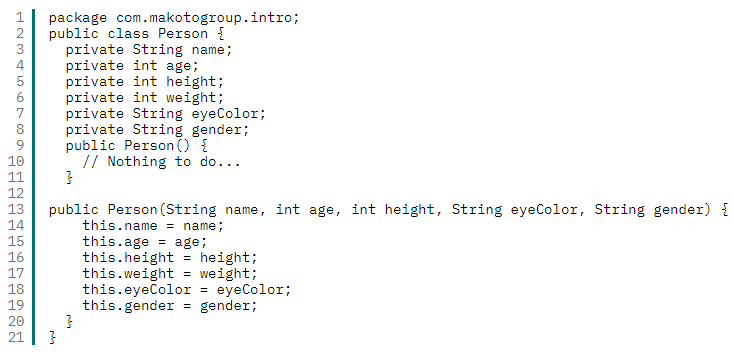 1 package com.makotogroup.intro;
2 public class Person {
3   private String name;
4   private int age;
5   private int height;
6   private int weight;
7   private String eyeColor;
8   private String gender;
9   public Person() {
10     // Nothing to do...
11   }
12
13 public Person(String name, int age, int height, String eyeColor, String gender) {
14     this.name = name;
15     this.age = age;
16     this.height = height;
17     this.weight = weight;
18     this.eyeColor = eyeColor;
19     this.gender = gender;
20   }
21 }